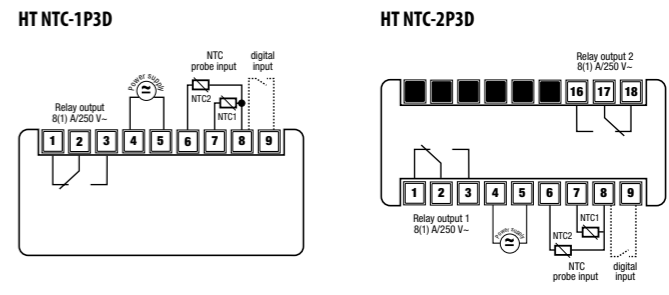 HT NTC-1P3D
Relay output
8(1) A/250 V~
Power supply
NTC
probe input
digital
input
NTC2
NTC1
1 2 3 4 5 6 7 8 9
HT NTC-2P3D
Relay output 2
8(1) A/250 V~
16 17 18
1 2 3 4 5 6 7 8 9
Relay output 1
8(1) A/250 V~
Power supply
NTC1
NTC2
NTC
probe input
digital
input